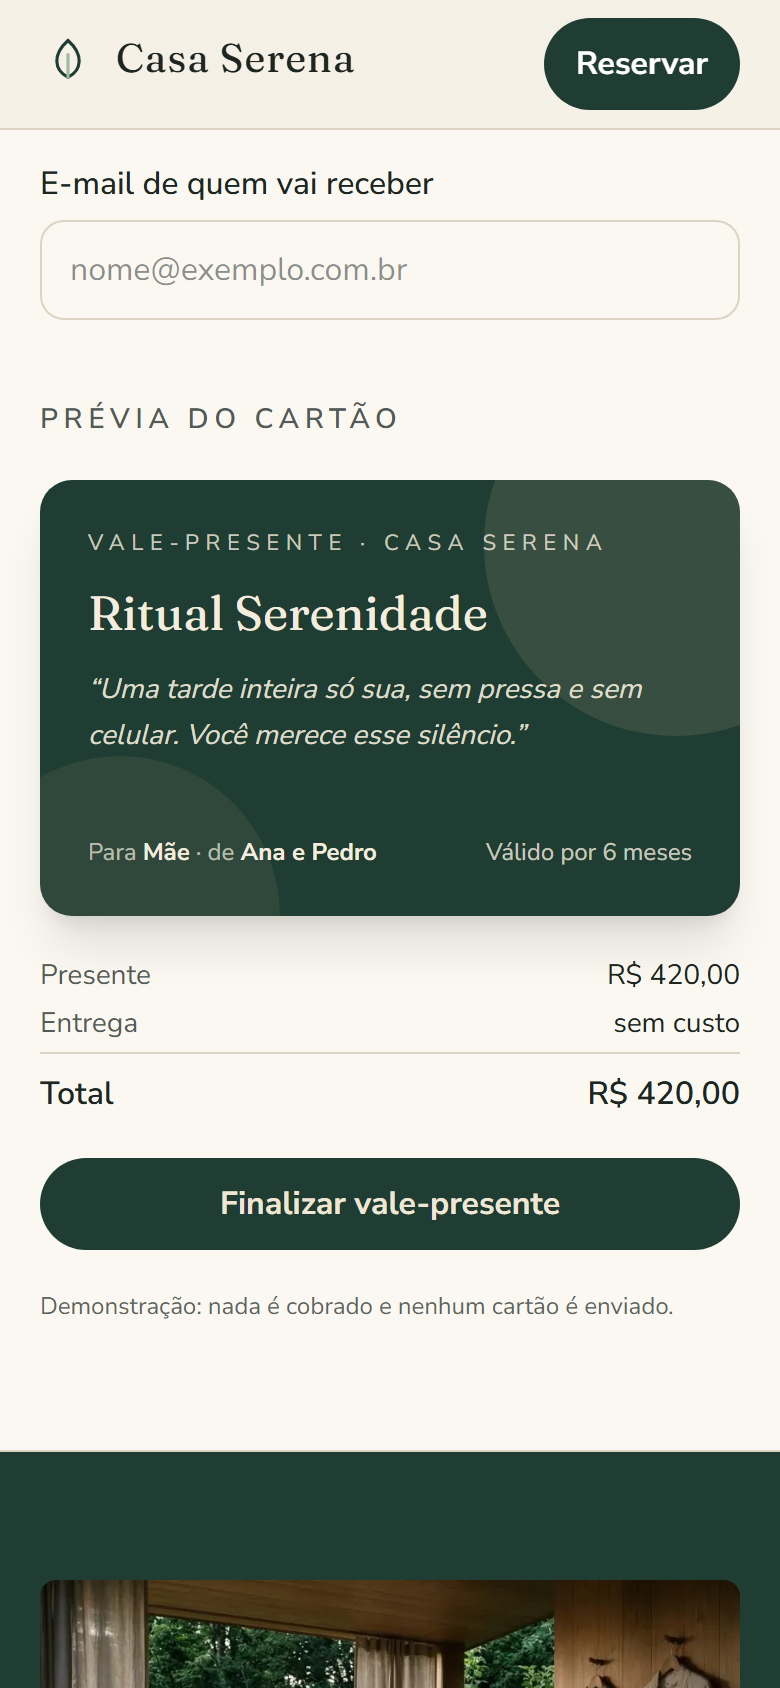 Casa Serena
Reservar
E-mail de quem vai receber
nome@exemplo.com.br
PRÉVIA DO CARTÃO
VALE-PRESENTE · CASA SERENA
Ritual Serenidade
“Uma tarde inteira só sua, sem pressa e sem
celular. Você merece esse silêncio.”
Para Mãe · de Ana e Pedro
Válido por 6 meses
Presente
R$ 420,00
Entrega
sem custo
Total
R$ 420,00
Finalizar vale-presente
Demonstração: nada é cobrado e nenhum cartão é enviado.